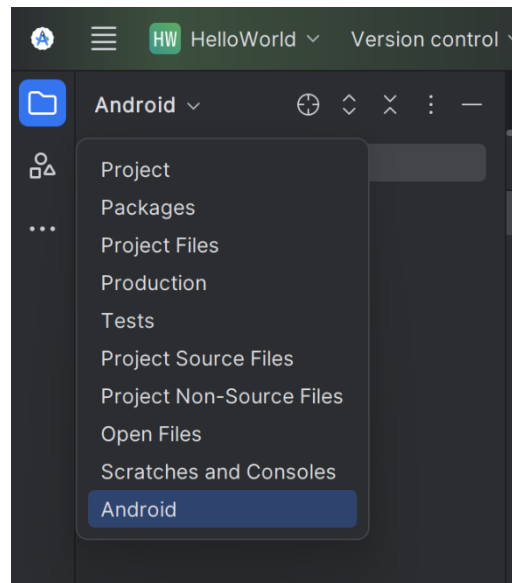 HW HelloWorld Version control
Android
Project
Packages
Project Files
Production
Tests
Project Source Files
Project Non-Source Files
Open Files
Scratches and Consoles
Android